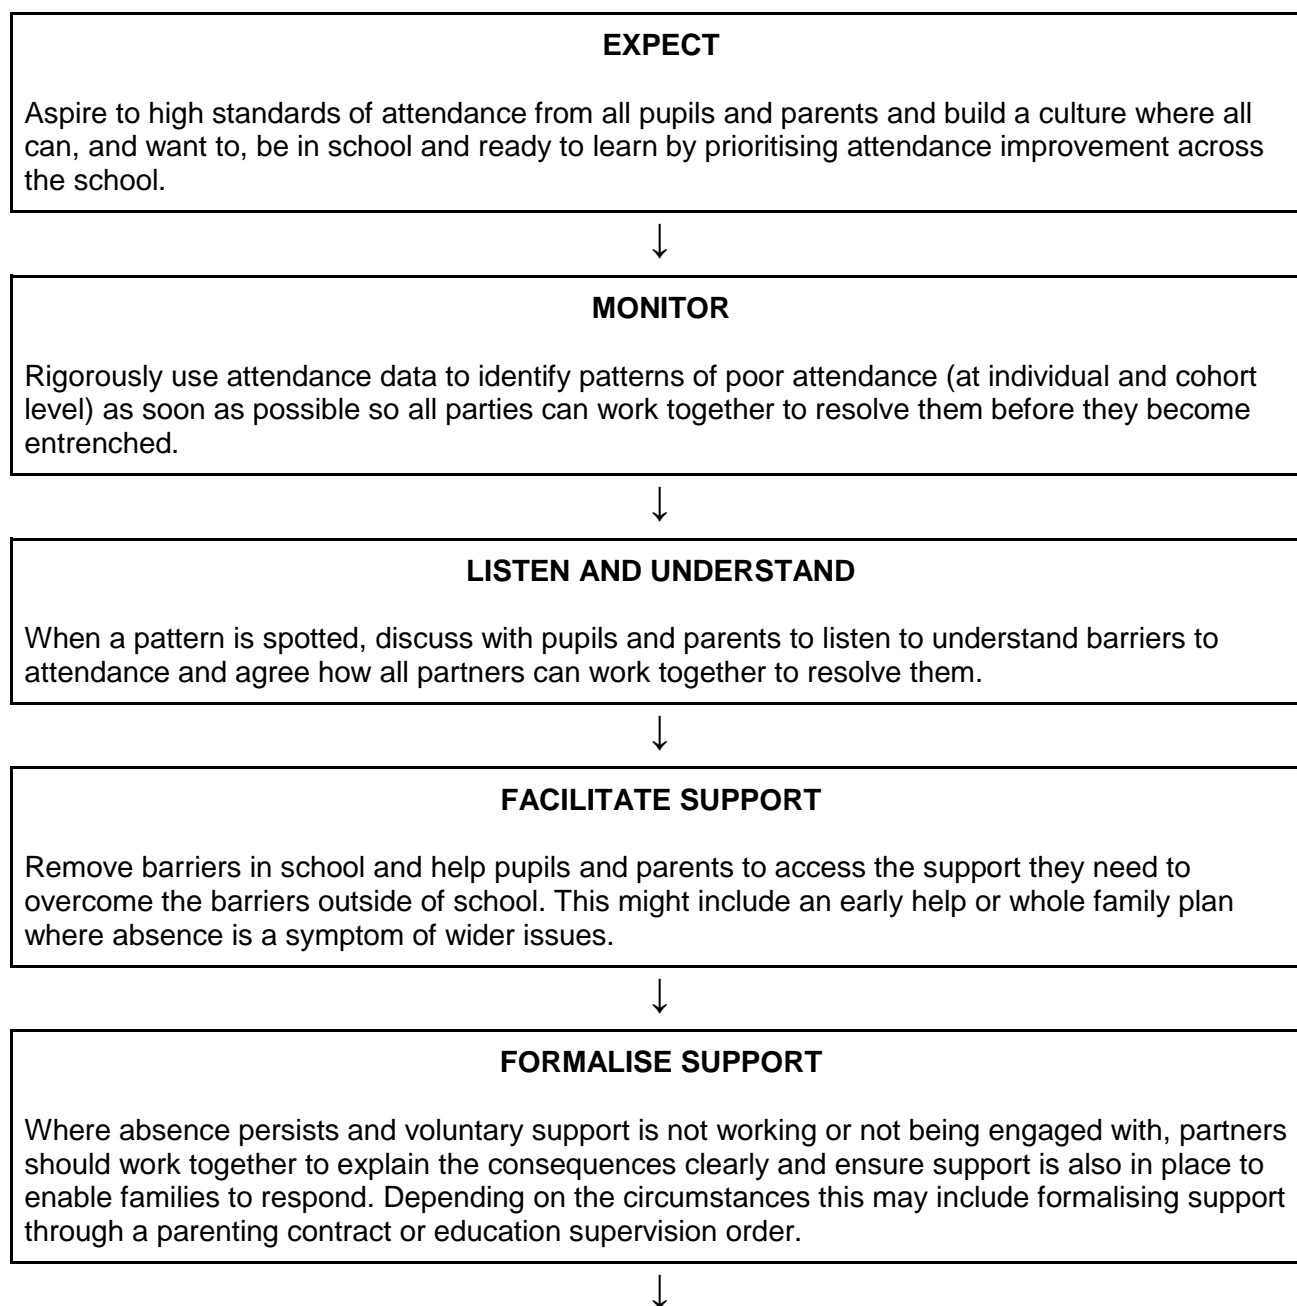 EXPECT
Aspire to high standards of attendance from all pupils and parents and build a culture where all
can, and want to, be in school and ready to learn by prioritising attendance improvement across
the school.
↓
MONITOR
Rigorously use attendance data to identify patterns of poor attendance (at individual and cohort
level) as soon as possible so all parties can work together to resolve them before they become
entrenched.
↓
LISTEN AND UNDERSTAND
When a pattern is spotted, discuss with pupils and parents to listen to understand barriers to
attendance and agree how all partners can work together to resolve them.
↓
FACILITATE SUPPORT
Remove barriers in school and help pupils and parents to access the support they need to
overcome the barriers outside of school. This might include an early help or whole family plan
where absence is a symptom of wider issues.
↓
FORMALISE SUPPORT
Where absence persists and voluntary support is not working or not being engaged with, partners
should work together to explain the consequences clearly and ensure support is also in place to
enable families to respond. Depending on the circumstances this may include formalising support
through a parenting contract or education supervision order.
↓